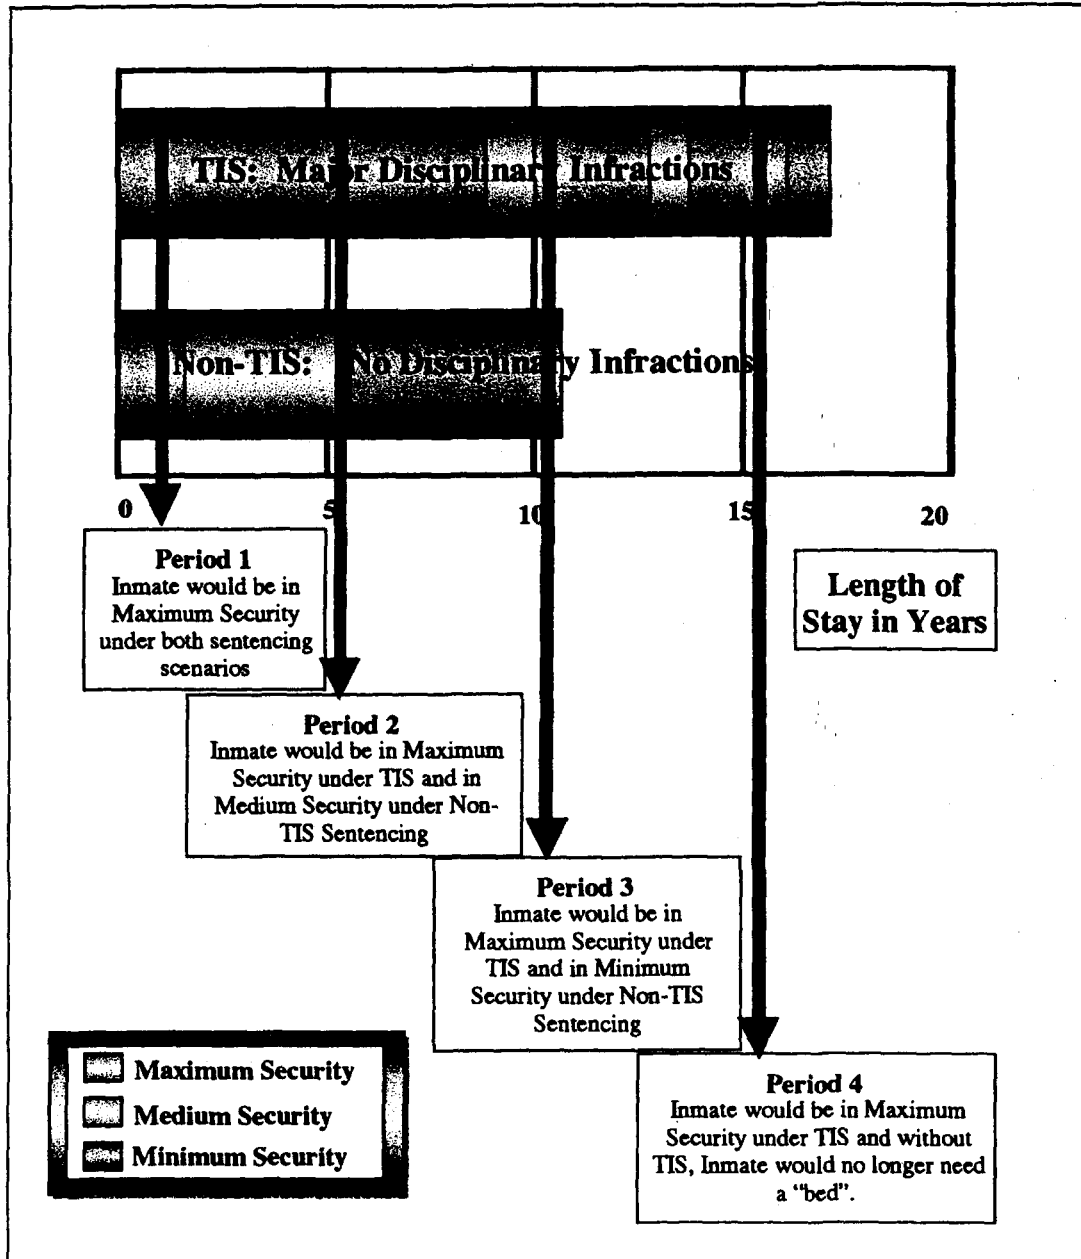 TIS: Major Disciplinary Infractions
Non-TIS: No Disciplinary Infractions
0 5 10 15 20
Length of
Stay in Years
Period 1
Inmate would be in
Maximum Security
under both sentencing
scenarios
Period 2
Inmate would be in Maximum
Security under TIS and in
Medium Security under Non-
TIS Sentencing
Period 3
Inmate would be in
Maximum Security under
TIS and in Minimum
Security under Non-TIS
Sentencing
Period 4
Inmate would be in Maximum
Security under TIS and without
TIS, Inmate would no longer need
a “bed”.
Maximum Security
Medium Security
Minimum Security